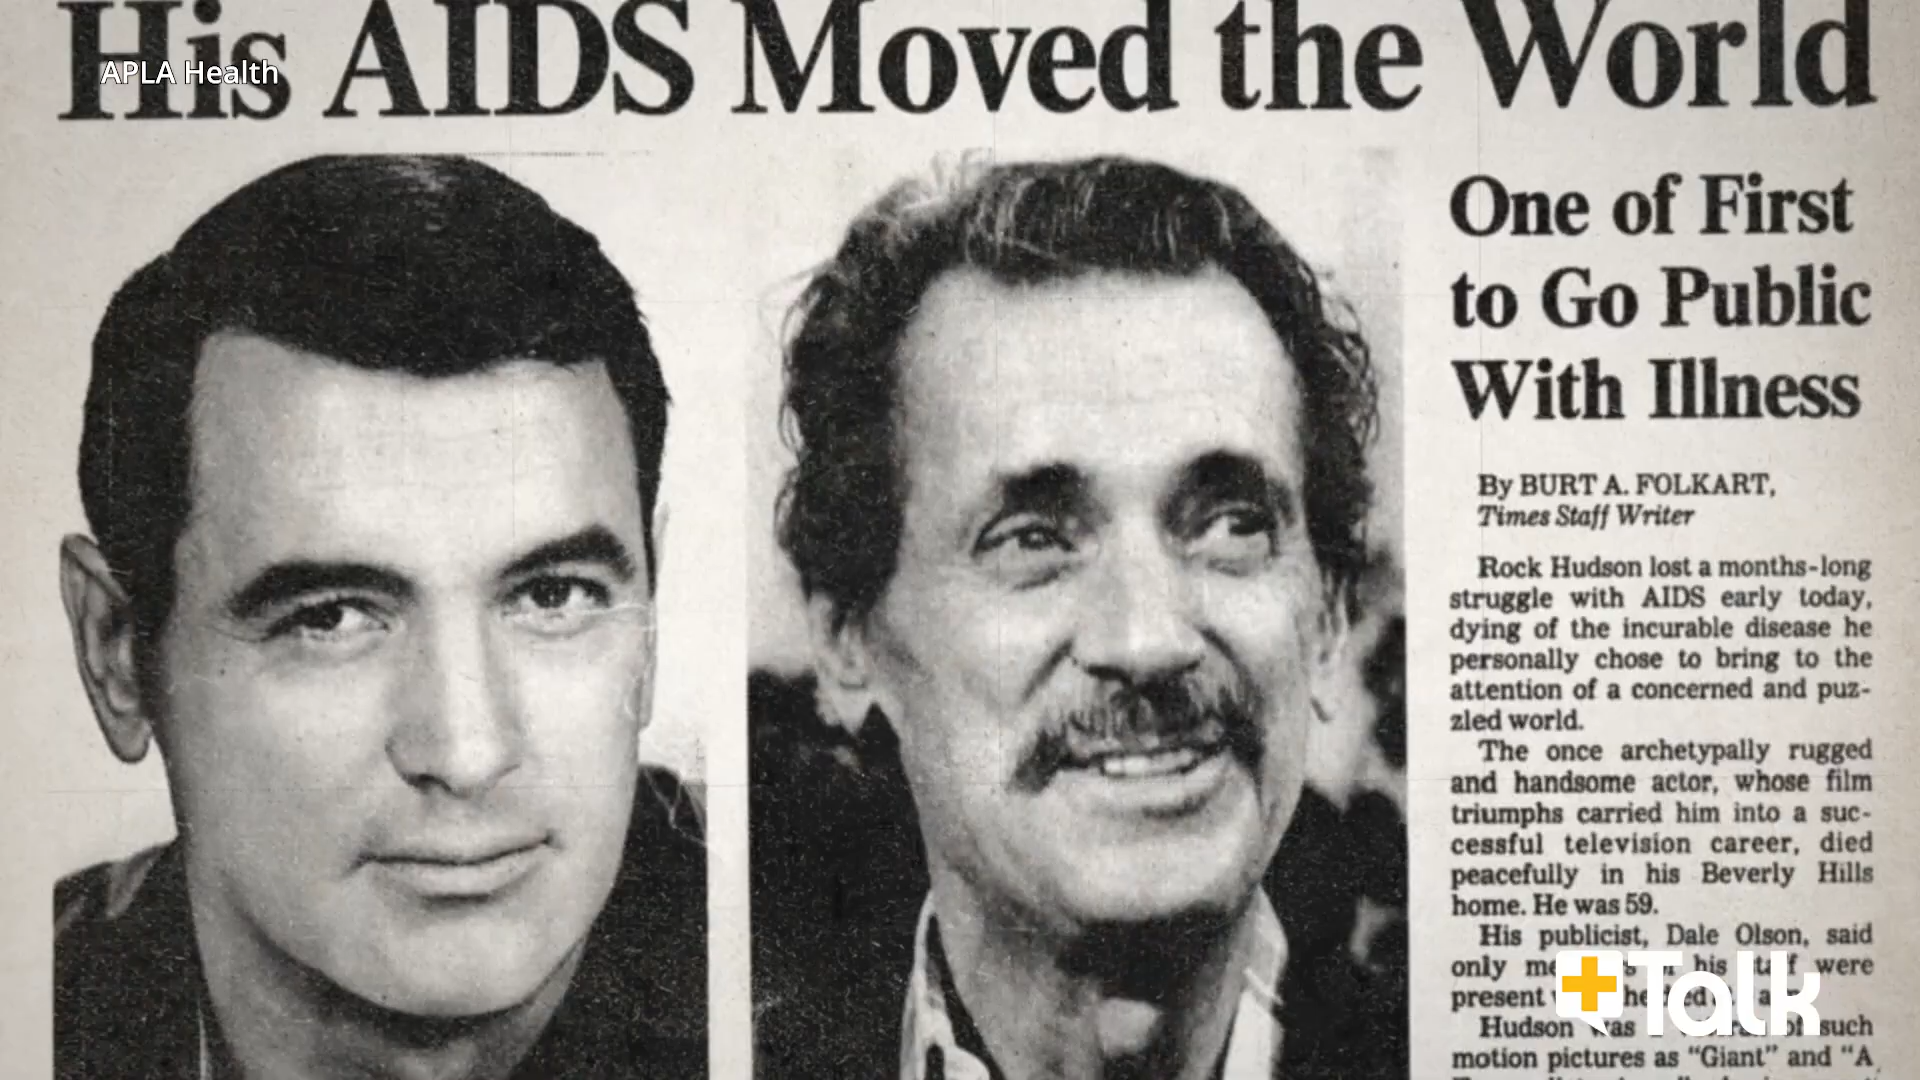 His AIDS Moved the World
APLA Health
One of First
to Go Public
With Illness
By BURT A. FOLKART,
Times Staff Writer
Rock Hudson lost a months-long
struggle with AIDS early today,
dying of the incurable disease he
personally chose to bring to the
attention of a concerned and puz-
zled world.
The once archetypally rugged
and handsome actor, whose film
triumphs carried him into a suc-
cessful television career, died
peacefully in his Beverly Hills
home. He was 59.
His publicist, Dale Olson, said
only his staff were
present
Hudson was of such
motion pictures as “Giant” and “A
Talk